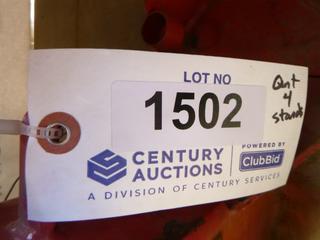 LOT NO
1502
Qnt
4
stands
CENTURY
AUCTIONS
POWERED BY
ClubBid
A DIVISION OF CENTURY SERVICES